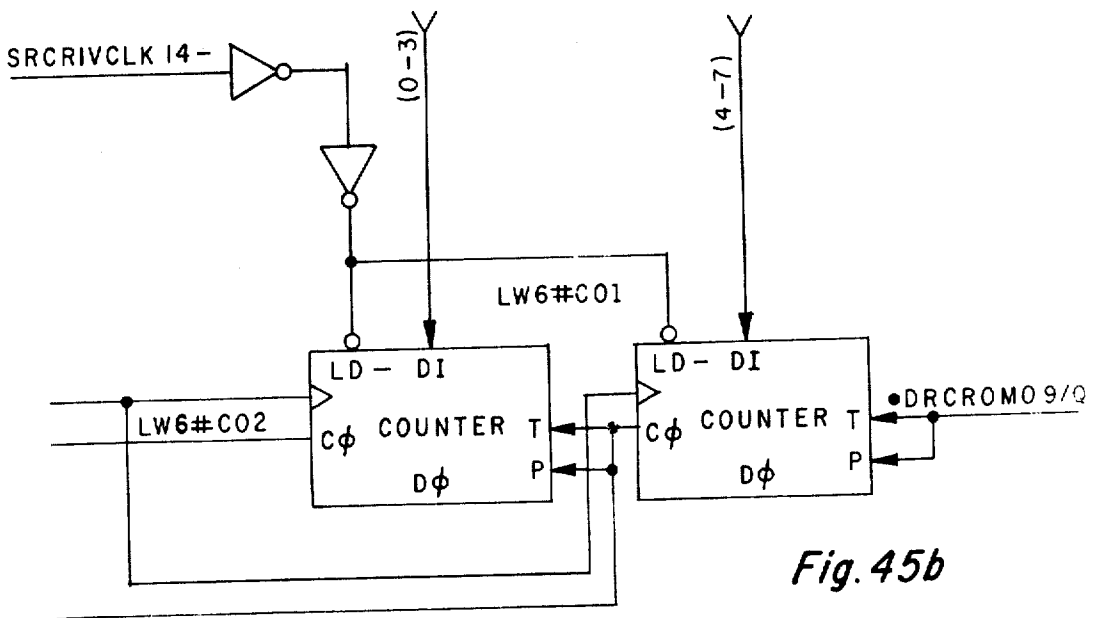 SRCRIVCLK 14-
(0-3)
(4-7)
LW6#C01
LD- DI
LD- DI
•DRCROM09/Q
LW6#C02
Cϕ COUNTER T
Cϕ COUNTER T
P
P
Dϕ
Dϕ
Fig. 45b